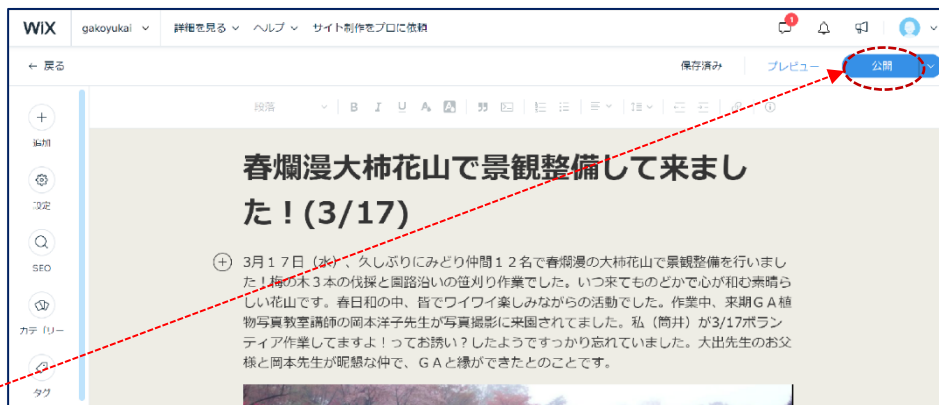 WiX gakoyukai 詳細を見る ヘルプ サイト制作をプロに依頼 1
← 戻る 保存済み プレビュー 公開
段落 B I U A A
追加
設定
SEO
カテゴリー
タグ
春爛漫大柿花山で景観整備して来まし
た！(3/17)
3月１７日（水）、久しぶりにみどり仲間１２名で春爛漫の大柿花山で景観整備を行いまし
た！梅の木３本の伐採と園路沿いの笹刈り作業でした。いつ来てものどかで心が和む素晴ら
しい花山です。春日和の中、皆でワイワイ楽しみながらの活動でした。作業中、来期ＧＡ植
物写真教室講師の岡本洋子先生が写真撮影に来園されてました。私（筒井）が3/17ボラン
ティア作業してますよ！ってお誘い？したようですっかり忘れていました。大出先生のお父
様と岡本先生が昵懇な仲で、ＧＡと縁ができたとのことです。